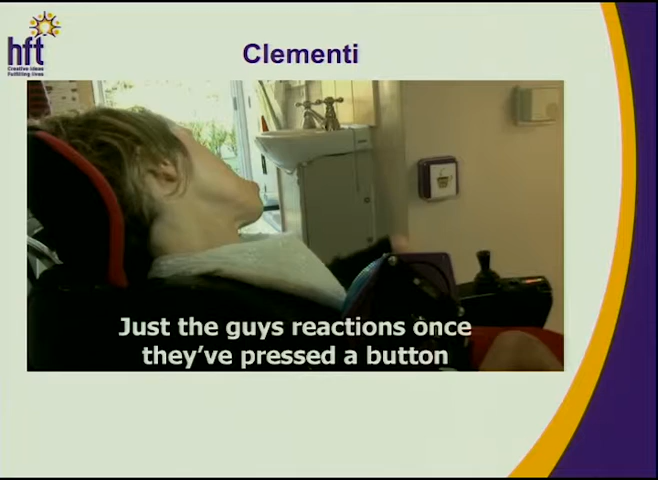 hft
Creative Ideas
Fulfilling lives
Clementi
Just the guys reactions once
they've pressed a button